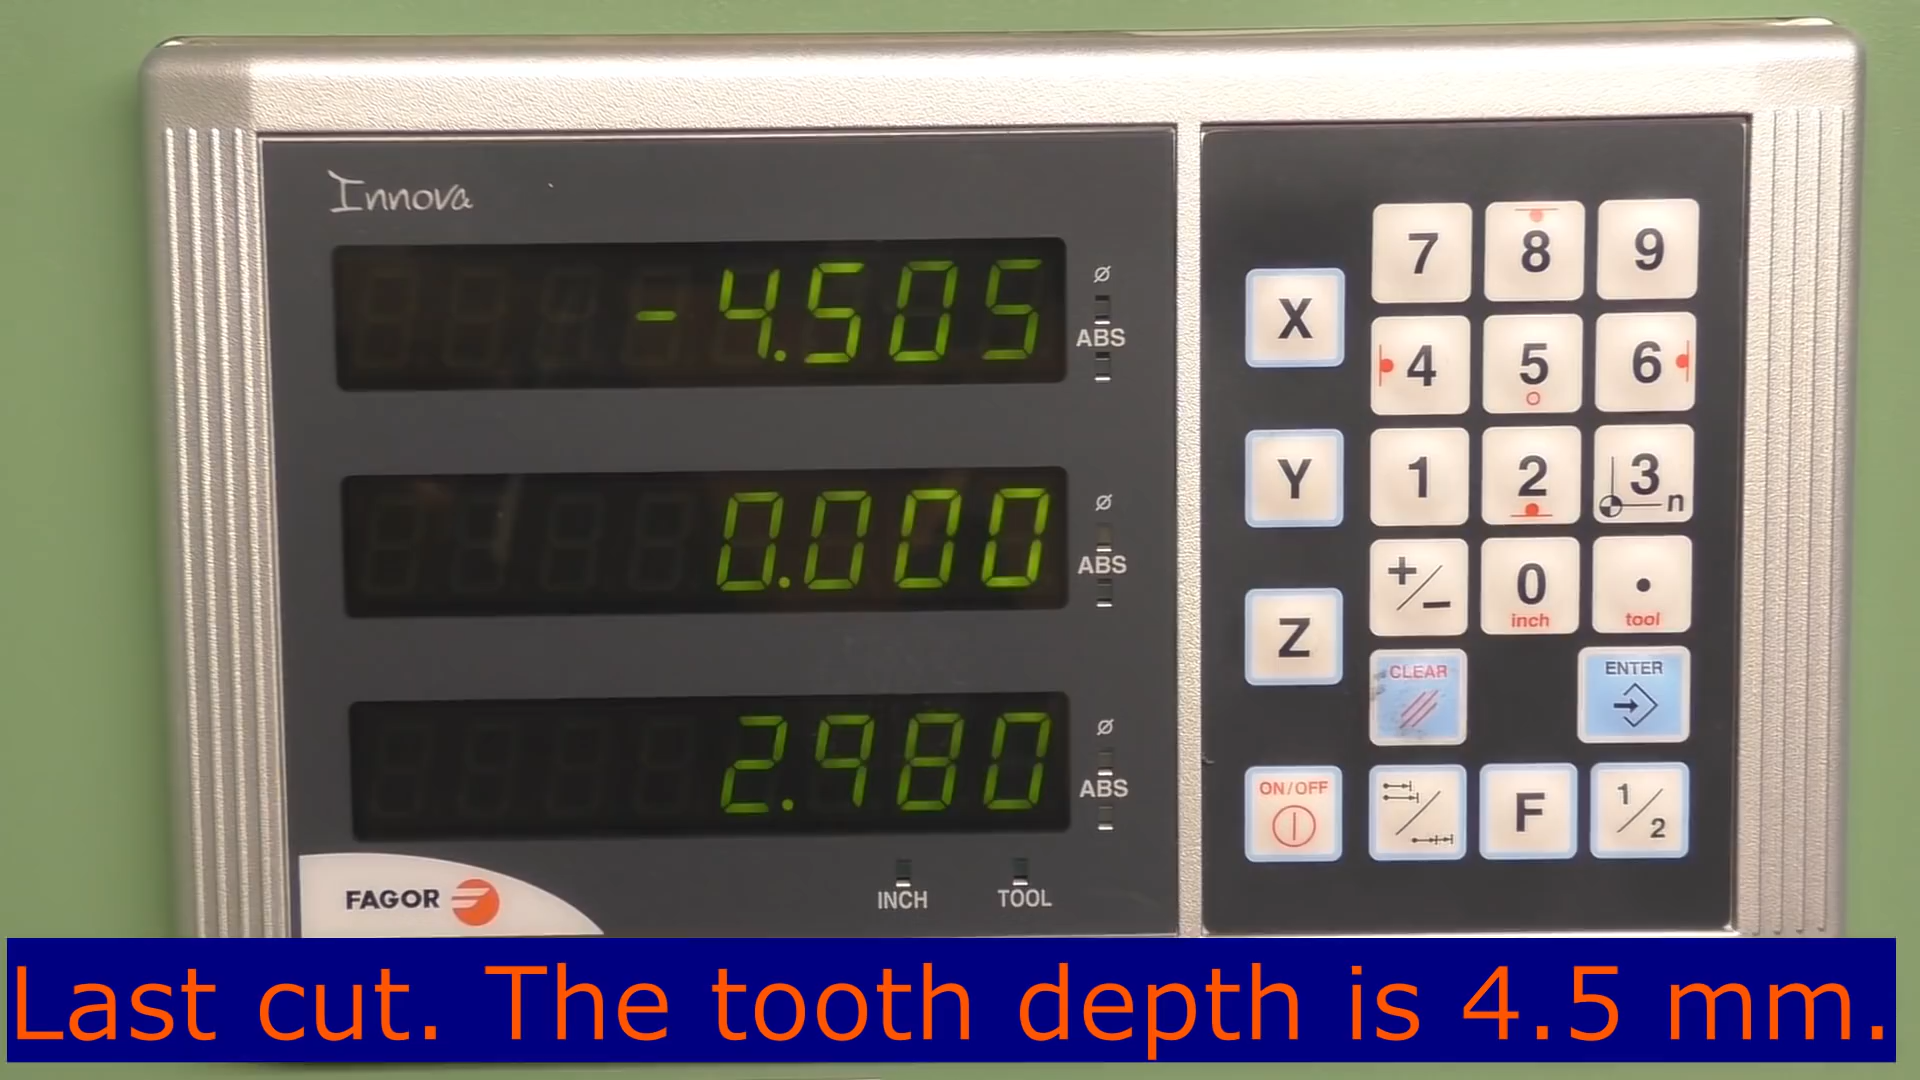 Innova
-4.505
ø
ABS
0.000
ø
ABS
2.980
ø
ABS
INCH
TOOL
FAGOR
X
Y
Z
7 8 9
4 5 6
1 2 3 n
+/- 0 .
inch
tool
CLEAR
ENTER
ON/OFF
F
1/2
Last cut. The tooth depth is 4.5 mm.